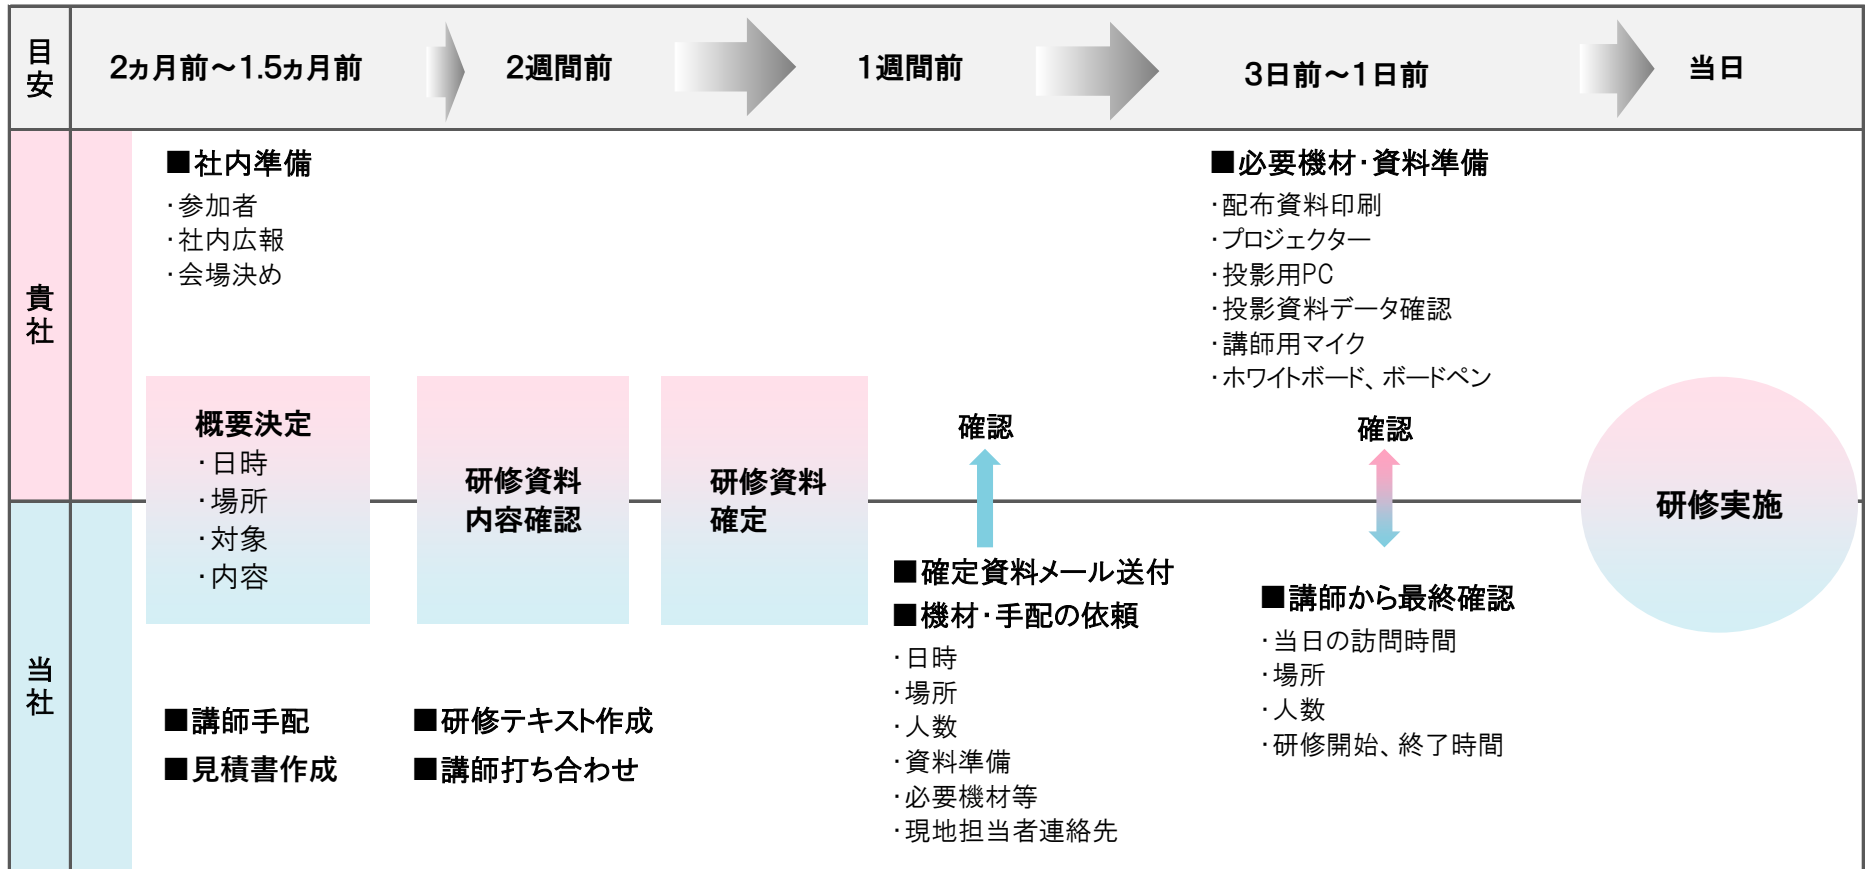 目安
2ヵ月前～1.5ヵ月前
2週間前
1週間前
3日前～1日前
当日
貴社
■社内準備
・参加者
・社内広報
・会場決め
■必要機材・資料準備
・配布資料印刷
・プロジェクター
・投影用PC
・投影資料データ確認
・講師用マイク
・ホワイトボード、ボードペン
概要決定
・日時
・場所
・対象
・内容
研修資料
内容確認
研修資料
確定
確認
確認
研修実施
当社
■講師手配
■見積書作成
■研修テキスト作成
■講師打ち合わせ
■確定資料メール送付
■機材・手配の依頼
・日時
・場所
・人数
・資料準備
・必要機材等
・現地担当者連絡先
■講師から最終確認
・当日の訪問時間
・場所
・人数
・研修開始、終了時間